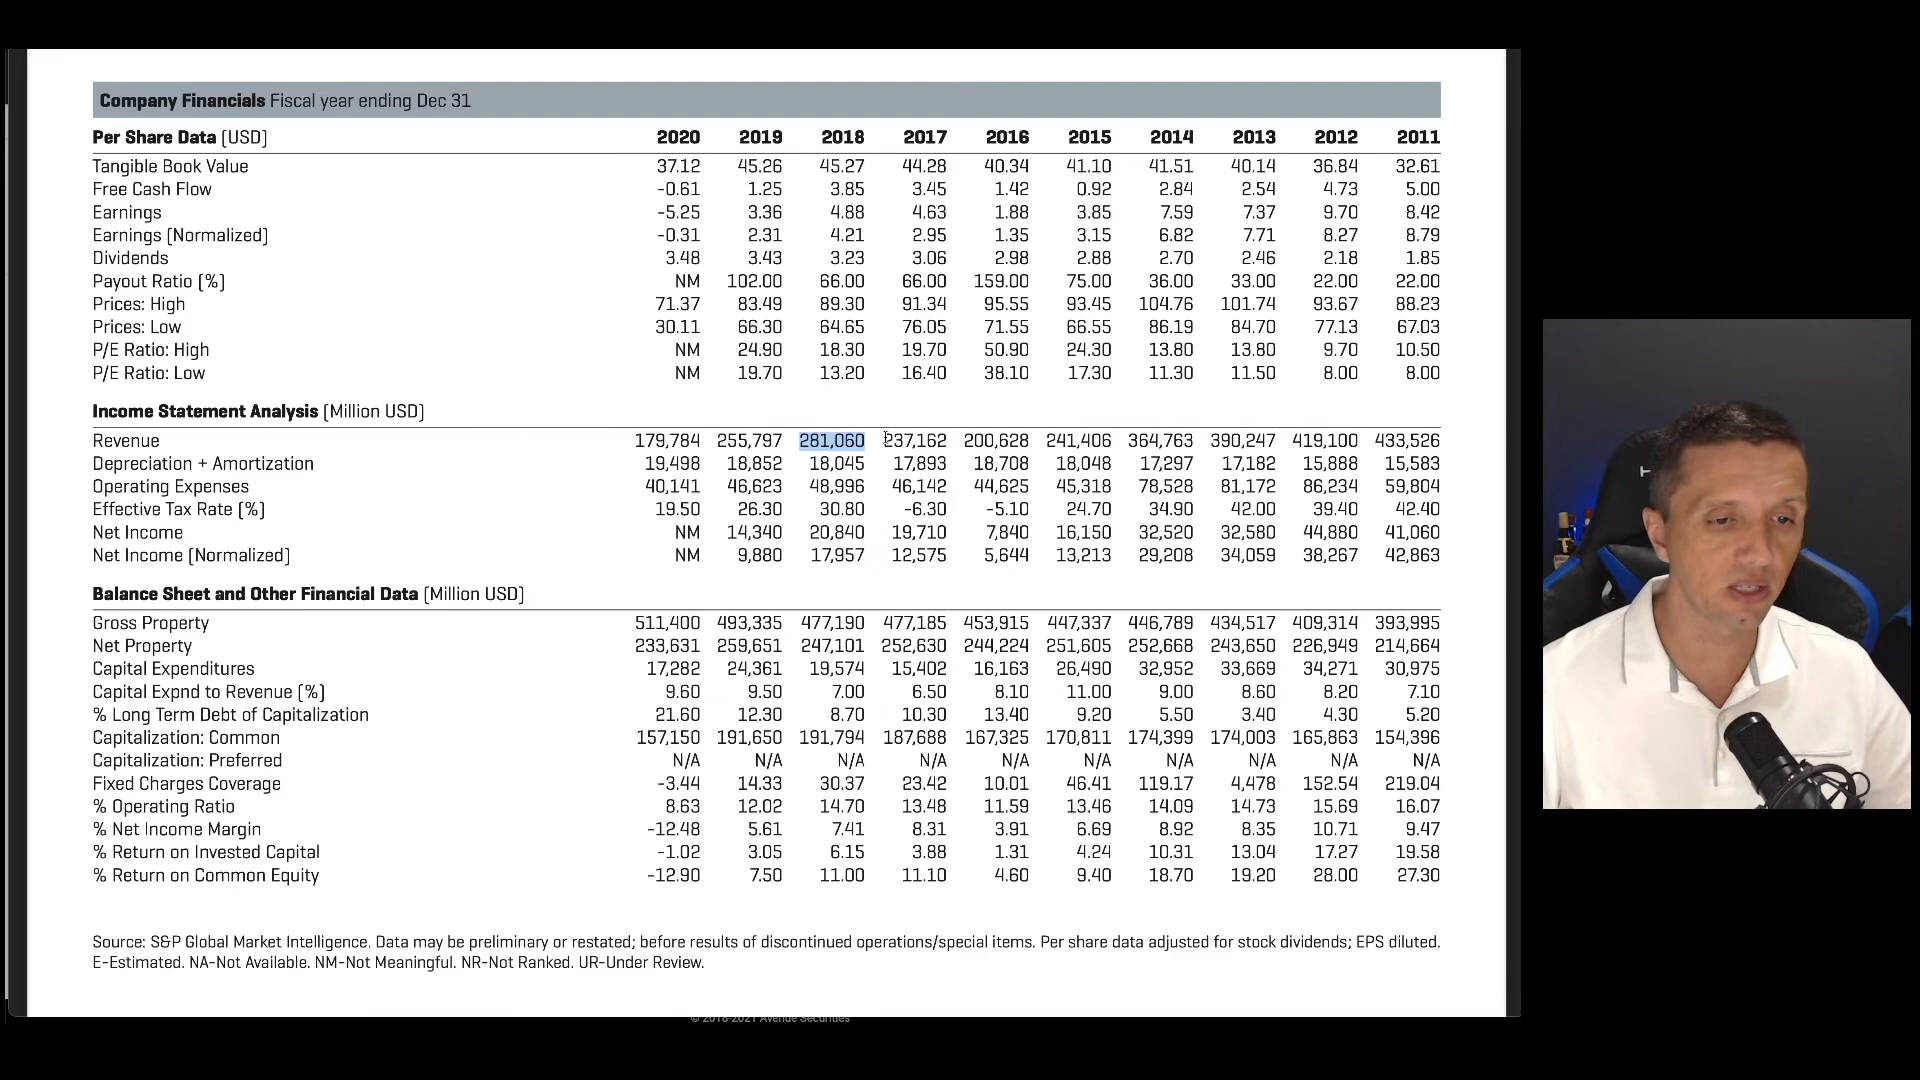 Company Financials Fiscal year ending Dec 31
Per Share Data (USD) 2020 2019 2018 2017 2016 2015 2014 2013 2012 2011
Tangible Book Value 37.12 45.26 45.27 44.28 40.34 41.10 41.51 40.14 36.84 32.61
Free Cash Flow -0.61 1.25 3.85 3.45 1.42 0.92 2.84 2.54 4.73 5.00
Earnings -5.25 3.36 4.88 4.63 1.88 3.85 7.59 7.37 9.70 8.42
Earnings (Normalized) -0.31 2.31 4.21 2.95 1.35 3.15 6.82 7.71 8.27 8.79
Dividends 3.48 3.43 3.23 3.06 2.98 2.88 2.70 2.46 2.18 1.85
Payout Ratio (%) NM 102.00 66.00 66.00 159.00 75.00 36.00 33.00 22.00 22.00
Prices: High 71.37 83.49 89.30 91.34 95.55 93.45 104.76 101.74 93.67 88.23
Prices: Low 30.11 66.30 64.65 76.05 71.55 66.55 86.19 84.70 77.13 67.03
P/E Ratio: High NM 24.90 18.30 19.70 50.90 24.30 13.80 13.80 9.70 10.50
P/E Ratio: Low NM 19.70 13.20 16.40 38.10 17.30 11.30 11.50 8.00 8.00
Income Statement Analysis (Million USD)
Revenue 179,784 255,797 281,060 237,162 200,628 241,406 364,763 390,247 419,100 433,526
Depreciation + Amortization 19,498 18,852 18,045 17,893 18,708 18,048 17,297 17,182 15,888 15,583
Operating Expenses 40,141 46,623 48,996 46,142 44,625 45,318 78,528 81,172 86,234 59,804
Effective Tax Rate (%) 19.50 26.30 30.80 -6.30 -5.10 24.70 34.90 42.00 39.40 42.40
Net Income NM 14,340 20,840 19,710 7,840 16,150 32,520 32,580 44,880 41,060
Net Income (Normalized) NM 9,880 17,957 12,575 5,644 13,213 29,208 34,059 38,267 42,863
Balance Sheet and Other Financial Data (Million USD)
Gross Property 511,400 493,335 477,190 477,185 453,915 447,337 446,789 434,517 409,314 393,995
Net Property 233,631 259,651 247,101 252,630 244,224 251,605 252,668 243,650 226,949 214,664
Capital Expenditures 17,282 24,361 19,574 15,402 16,163 26,490 32,952 33,669 34,271 30,975
Capital Expnd to Revenue (%) 9.60 9.50 7.00 6.50 8.10 11.00 9.00 8.60 8.20 7.10
% Long Term Debt of Capitalization 21.60 12.30 8.70 10.30 13.40 9.20 5.50 3.40 4.30 5.20
Capitalization: Common 157,150 191,650 191,794 187,688 167,325 170,811 174,399 174,003 165,863 154,396
Capitalization: Preferred N/A N/A N/A N/A N/A N/A N/A N/A N/A N/A
Fixed Charges Coverage -3.44 14.33 30.37 23.42 10.01 46.41 119.17 4,478 152.54 219.04
% Operating Ratio 8.63 12.02 14.70 13.48 11.59 13.46 14.09 14.73 15.69 16.07
% Net Income Margin -12.48 5.61 7.41 8.31 3.91 6.69 8.92 8.35 10.71 9.47
% Return on Invested Capital -1.02 3.05 6.15 3.88 1.31 4.24 10.31 13.04 17.27 19.58
% Return on Common Equity -12.90 7.50 11.00 11.10 4.60 9.40 18.70 19.20 28.00 27.30
Source: S&P Global Market Intelligence. Data may be preliminary or restated; before results of discontinued operations/special items. Per share data adjusted for stock dividends; EPS diluted.
E-Estimated. NA-Not Available. NM-Not Meaningful. NR-Not Ranked. UR-Under Review.
© 2018-2021 Avenue Securities